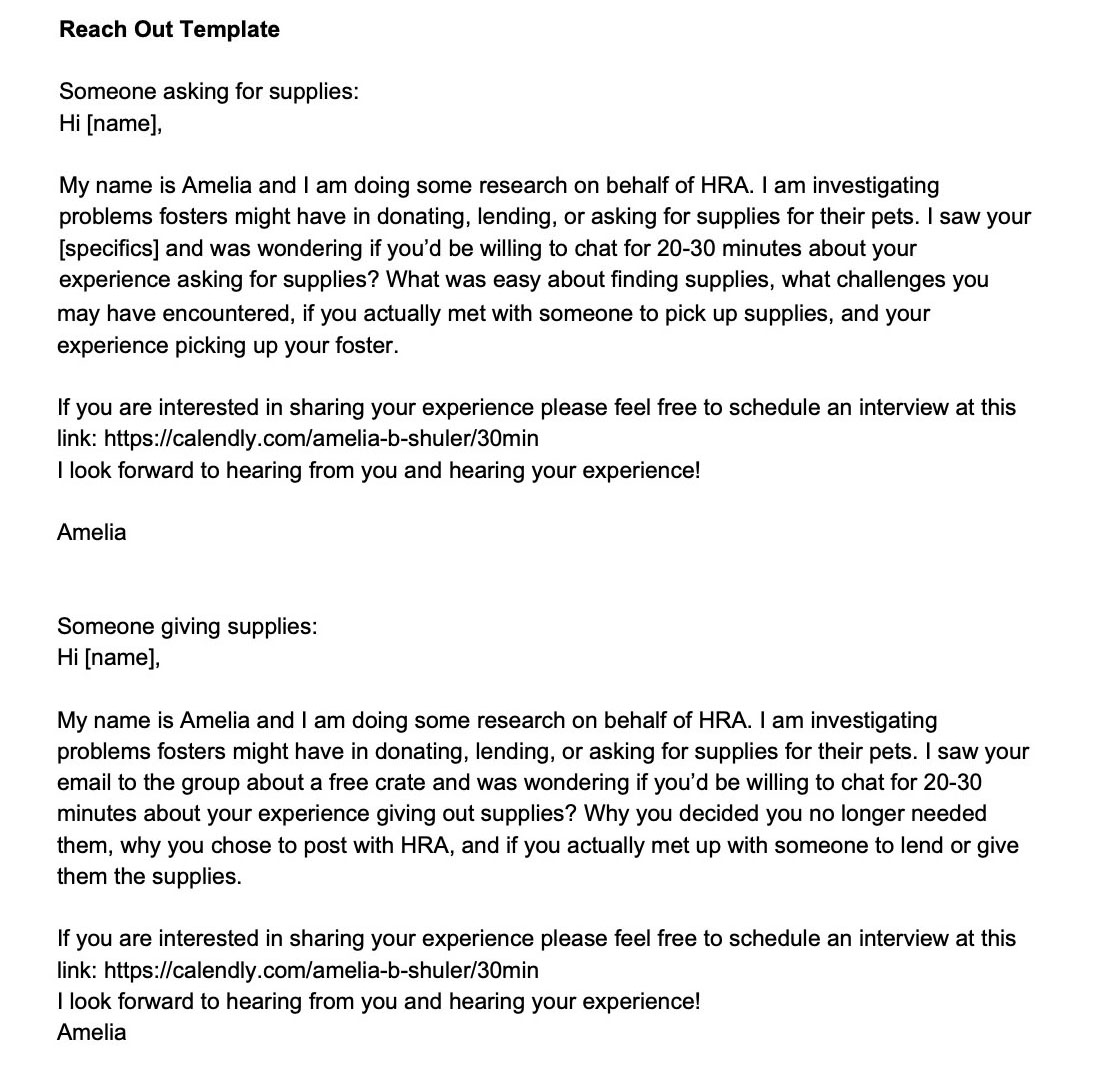 Reach Out Template
Someone asking for supplies:
Hi [name],
My name is Amelia and I am doing some research on behalf of HRA. I am investigating
problems fosters might have in donating, lending, or asking for supplies for their pets. I saw your
[specifics] and was wondering if you’d be willing to chat for 20-30 minutes about your
experience asking for supplies? What was easy about finding supplies, what challenges you
may have encountered, if you actually met with someone to pick up supplies, and your
experience picking up your foster.
If you are interested in sharing your experience please feel free to schedule an interview at this
link: https://calendly.com/amelia-b-shuler/30min
I look forward to hearing from you and hearing your experience!
Amelia
Someone giving supplies:
Hi [name],
My name is Amelia and I am doing some research on behalf of HRA. I am investigating
problems fosters might have in donating, lending, or asking for supplies for their pets. I saw your
email to the group about a free crate and was wondering if you’d be willing to chat for 20-30
minutes about your experience giving out supplies? Why you decided you no longer needed
them, why you chose to post with HRA, and if you actually met up with someone to lend or give
them the supplies.
If you are interested in sharing your experience please feel free to schedule an interview at this
link: https://calendly.com/amelia-b-shuler/30min
I look forward to hearing from you and hearing your experience!
Amelia